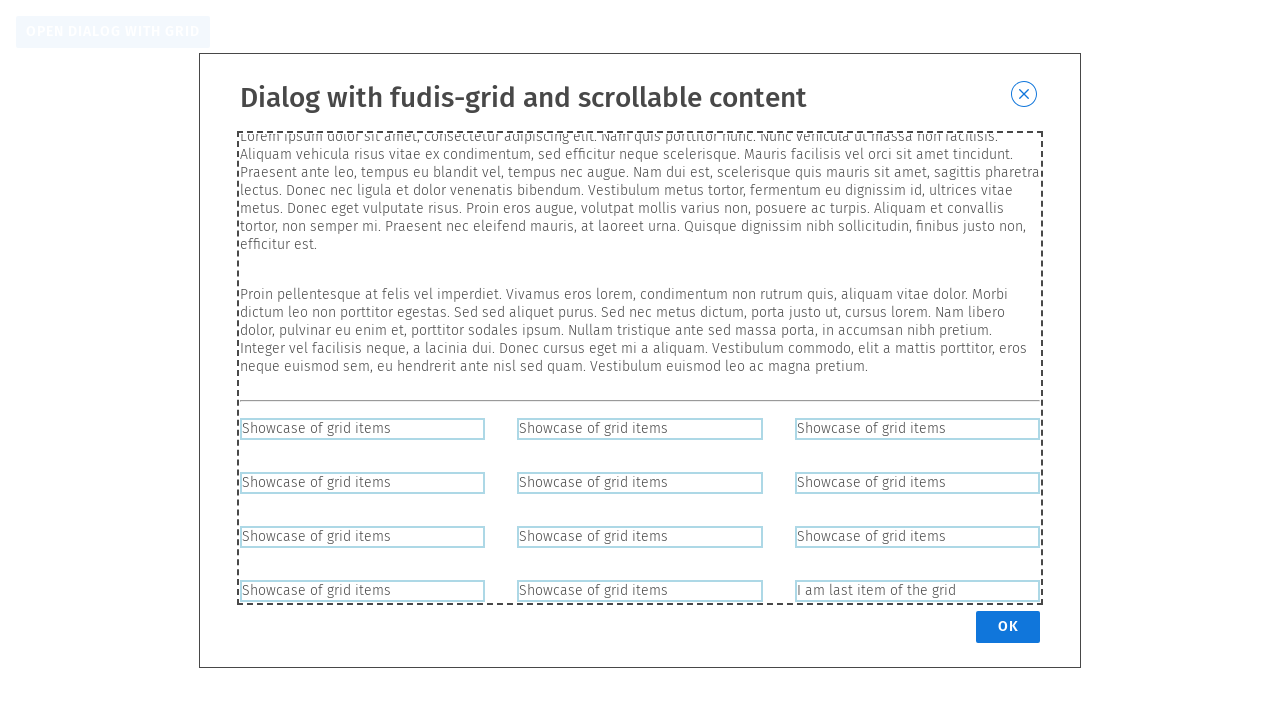 OPEN DIALOG WITH GRID
Dialog with fudis-grid and scrollable content
Lorem ipsum dolor sit amet, consectetur adipiscing elit. Nam quis porttitor nunc. Nunc vehicula ut massa non facilisis.
Aliquam vehicula risus vitae ex condimentum, sed efficitur neque scelerisque. Mauris facilisis vel orci sit amet tincidunt.
Praesent ante leo, tempus eu blandit vel, tempus nec augue. Nam dui est, scelerisque quis mauris sit amet, sagittis pharetra
lectus. Donec nec ligula et dolor venenatis bibendum. Vestibulum metus tortor, fermentum eu dignissim id, ultrices vitae
metus. Donec eget vulputate risus. Proin eros augue, volutpat mollis varius non, posuere ac turpis. Aliquam et convallis
tortor, non semper mi. Praesent nec eleifend mauris, at laoreet urna. Quisque dignissim nibh sollicitudin, finibus justo non,
efficitur est.
Proin pellentesque at felis vel imperdiet. Vivamus eros lorem, condimentum non rutrum quis, aliquam vitae dolor. Morbi
dictum leo non porttitor egestas. Sed sed aliquet purus. Sed nec metus dictum, porta justo ut, cursus lorem. Nam libero
dolor, pulvinar eu enim et, porttitor sodales ipsum. Nullam tristique ante sed massa porta, in accumsan nibh pretium.
Integer vel facilisis neque, a lacinia dui. Donec cursus eget mi a aliquam. Vestibulum commodo, elit a mattis porttitor, eros
neque euismod sem, eu hendrerit ante nisl sed quam. Vestibulum euismod leo ac magna pretium.
Showcase of grid items
Showcase of grid items
Showcase of grid items
Showcase of grid items
Showcase of grid items
Showcase of grid items
Showcase of grid items
Showcase of grid items
Showcase of grid items
Showcase of grid items
Showcase of grid items
I am last item of the grid
OK